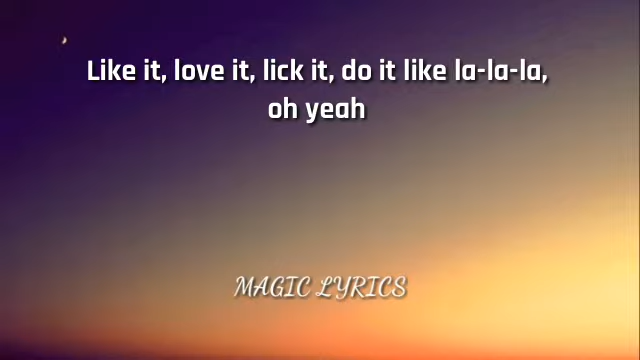 Like it, love it, lick it, do it like la-la-la,
oh yeah
MAGIC LYRICS